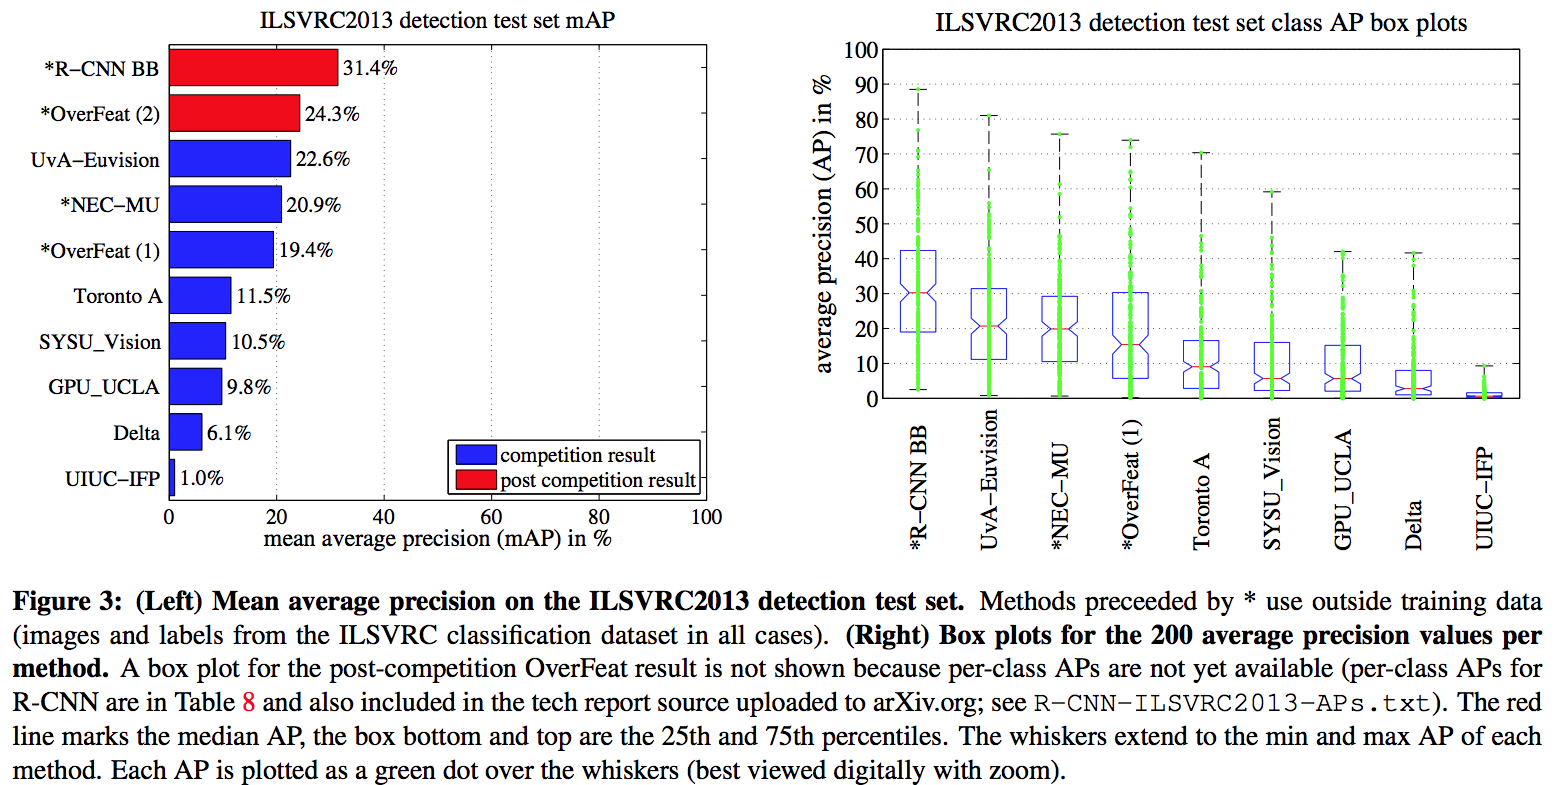 ILSVRC2013 detection test set mAP
*R−CNN BB
31.4%
*OverFeat (2)
24.3%
UvA−Euvision
22.6%
*NEC−MU
20.9%
*OverFeat (1)
19.4%
Toronto A
11.5%
SYSU_Vision
10.5%
GPU_UCLA
9.8%
Delta
6.1%
UIUC−IFP
1.0%
competition result
post competition result
0 20 40 60 80 100
mean average precision (mAP) in %
ILSVRC2013 detection test set class AP box plots
average precision (AP) in %
100
90
80
70
60
50
40
30
20
10
0
*R−CNN BB
UvA−Euvision
*NEC−MU
*OverFeat (1)
Toronto A
SYSU_Vision
GPU_UCLA
Delta
UIUC−IFP
Figure 3: (Left) Mean average precision on the ILSVRC2013 detection test set. Methods preceeded by * use outside training data
(images and labels from the ILSVRC classification dataset in all cases). (Right) Box plots for the 200 average precision values per
method. A box plot for the post-competition OverFeat result is not shown because per-class APs are not yet available (per-class APs for
R-CNN are in Table 8 and also included in the tech report source uploaded to arXiv.org; see R-CNN-ILSVRC2013-APs.txt). The red
line marks the median AP, the box bottom and top are the 25th and 75th percentiles. The whiskers extend to the min and max AP of each
method. Each AP is plotted as a green dot over the whiskers (best viewed digitally with zoom).